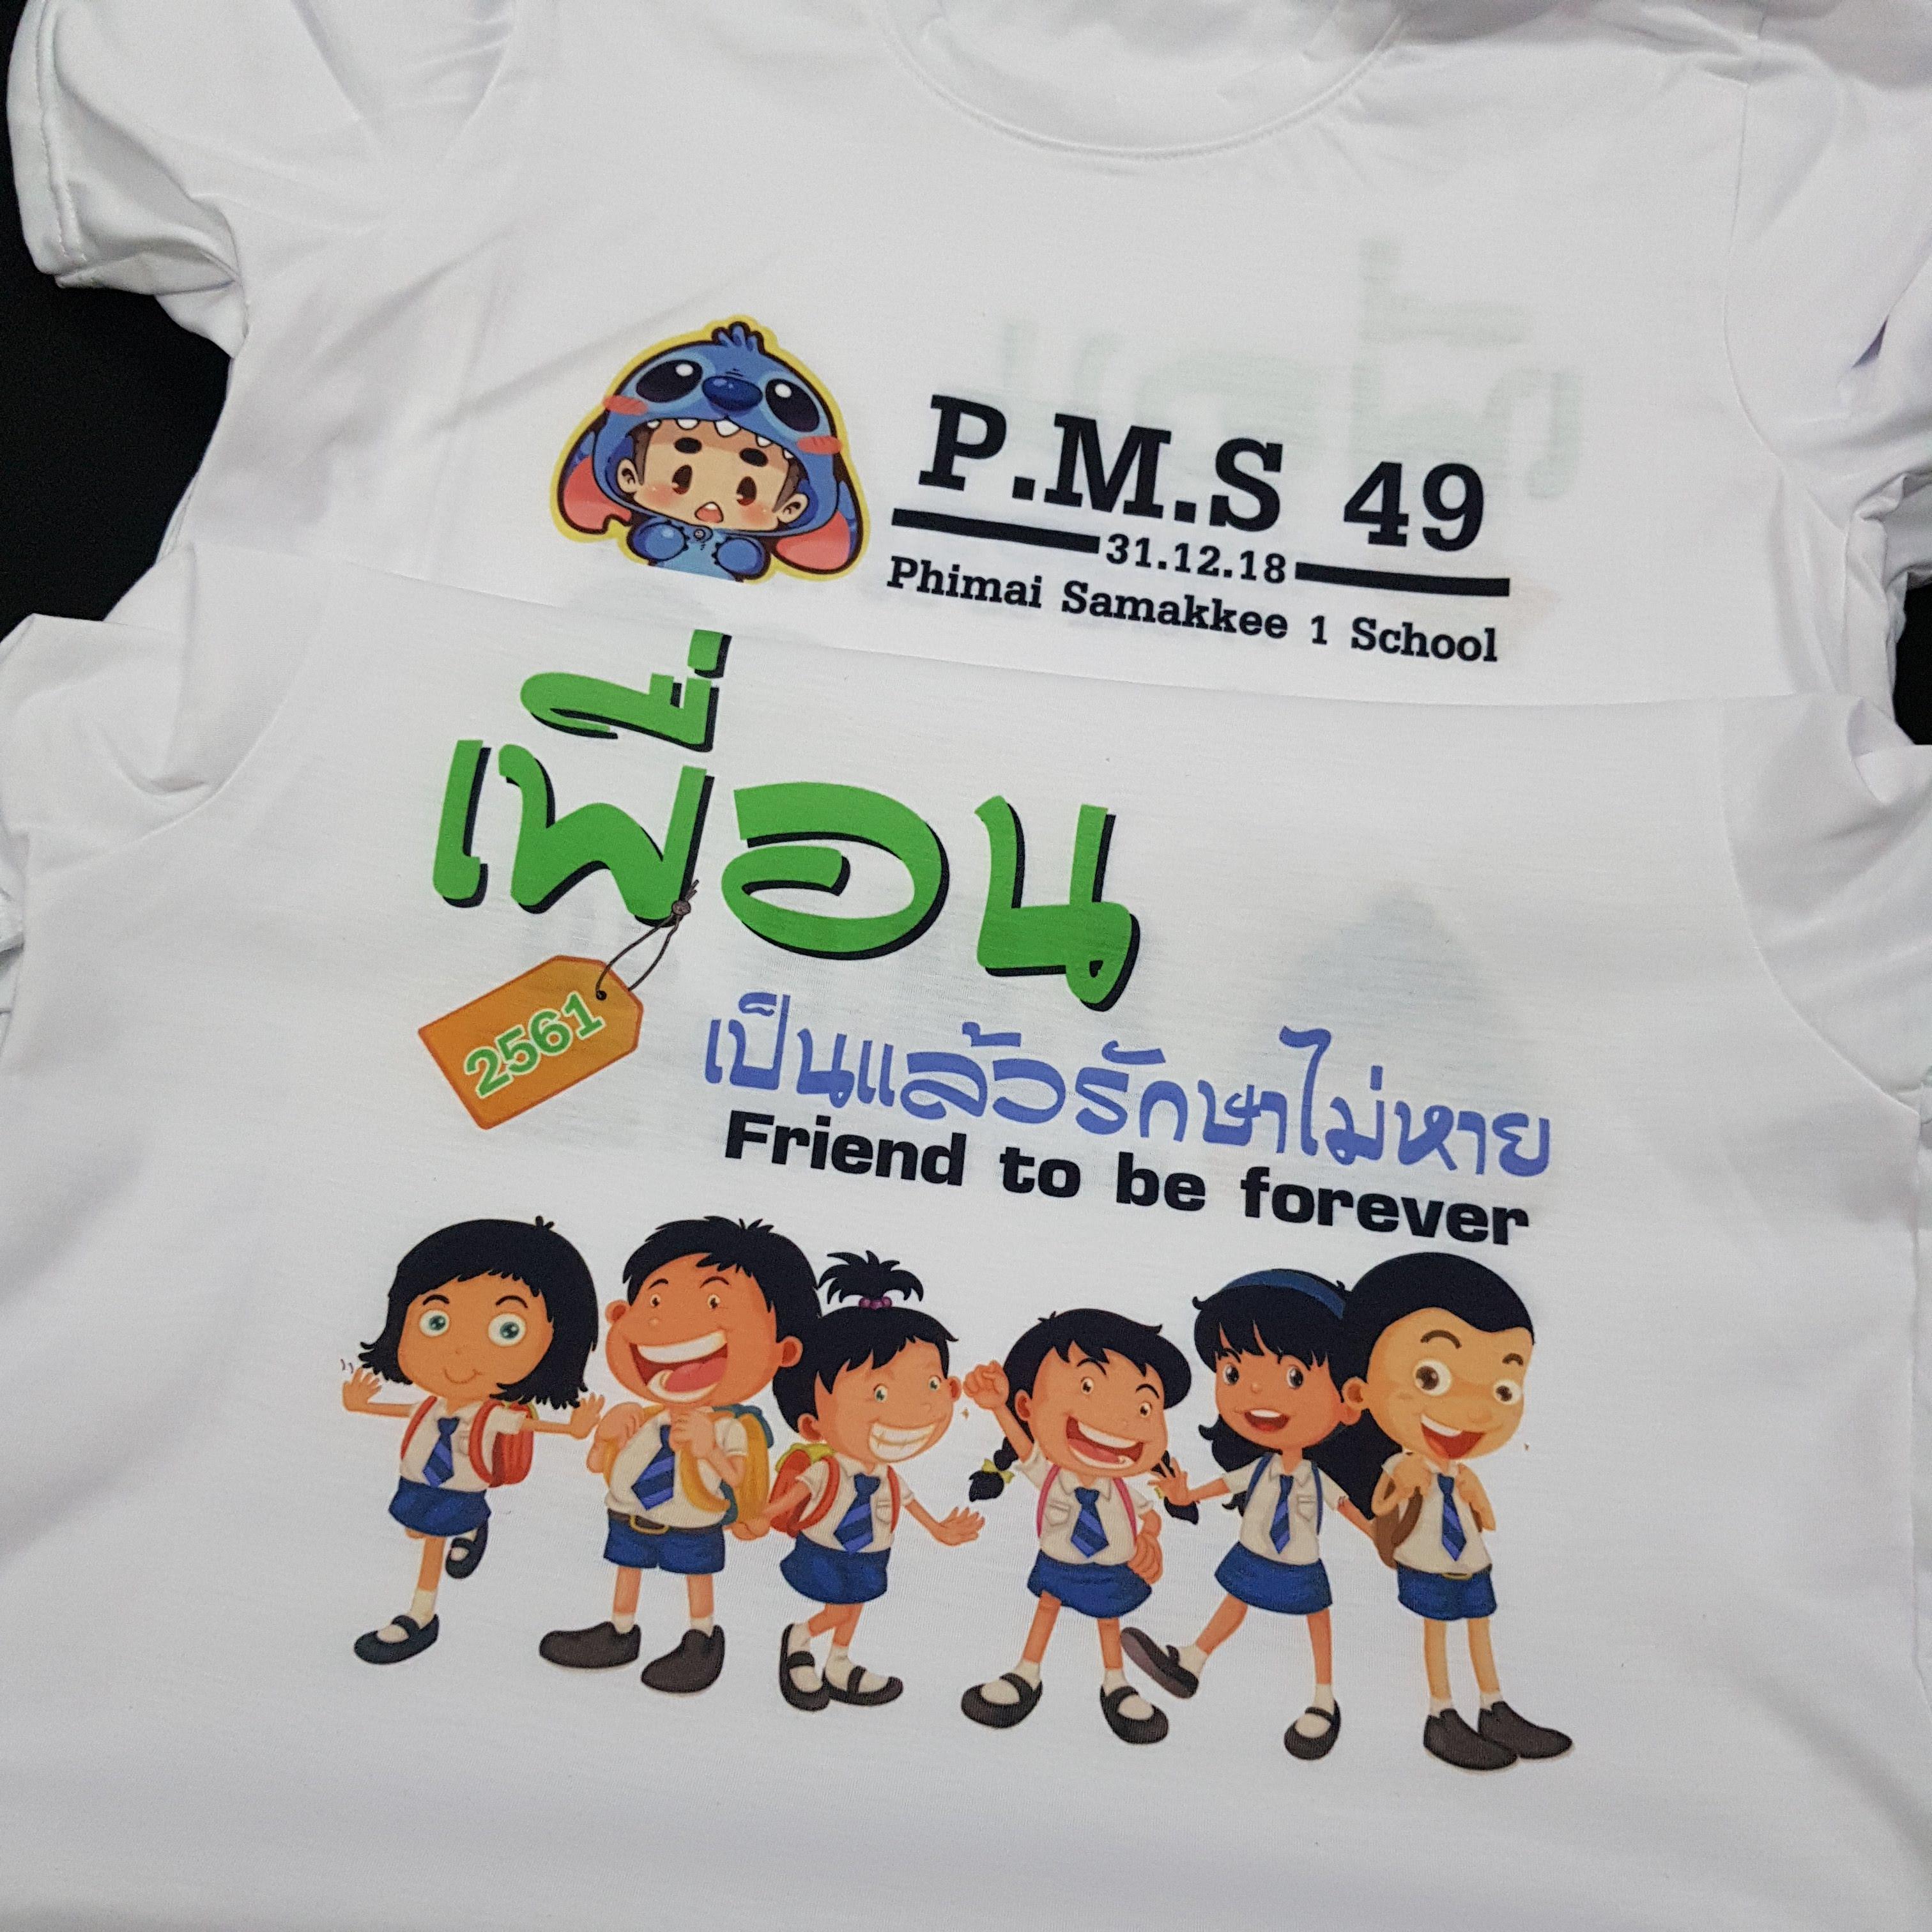 P.M.S 49
31.12.18
Phimai Samakkee 1 School
เพื่อน
2561
เป็นแล้วรักษาไม่หาย
Friend to be forever